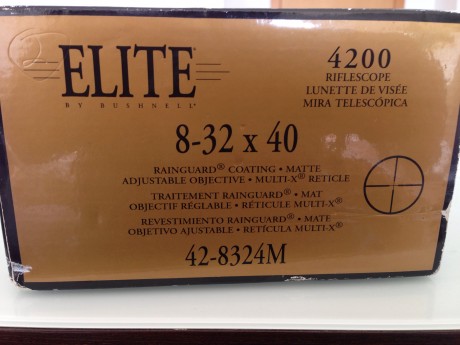 ELITE®
BY BUSHNELL®
4200
RIFLESCOPE
LUNETTE DE VISÉE
MIRA TELESCÓPICA
8-32 x 40
RAINGUARD® COATING • MATTE
ADJUSTABLE OBJECTIVE • MULTI-X® RETICLE
TRAITEMENT RAINGUARD® • MAT
OBJECTIF RÉGLABLE • RÉTICULE MULTI-X®
REVESTIMIENTO RAINGUARD® • MATE
OBJETIVO AJUSTABLE • RETÍCULA MULTI-X®
42-8324M